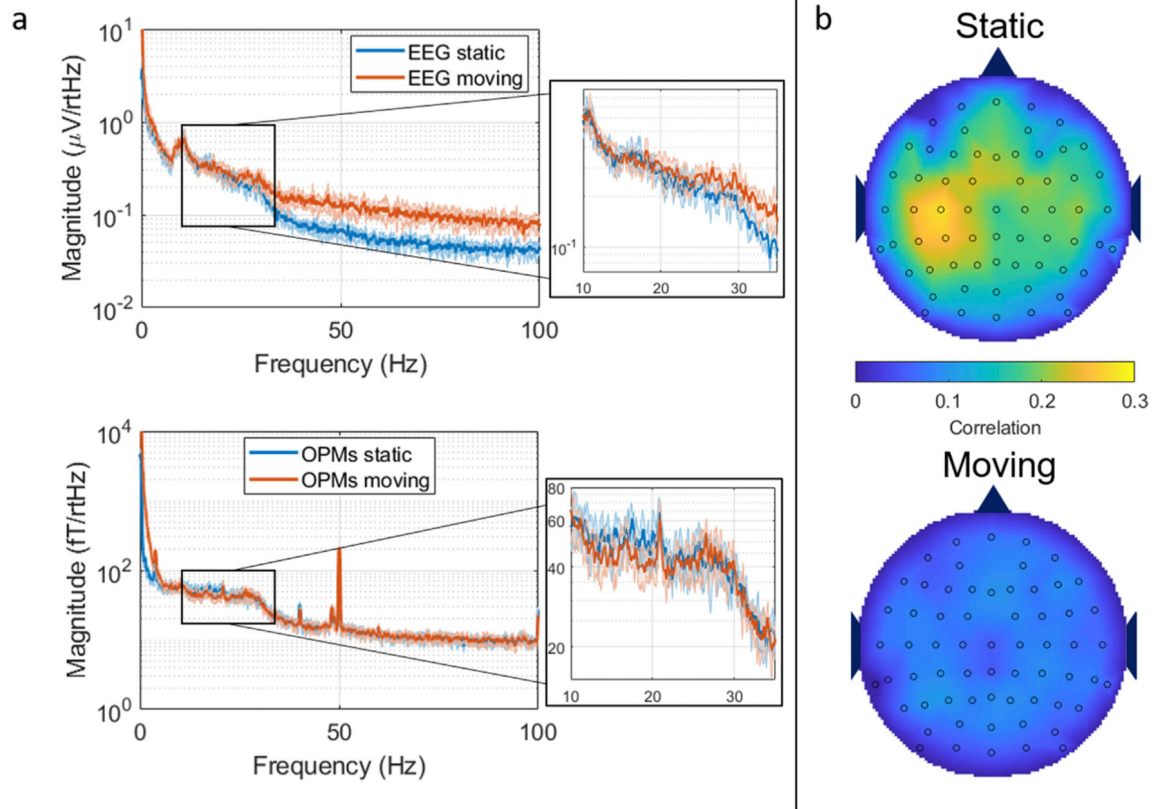 a
10^1
10^0
10^-1
10^-2
Magnitude (μV/rtHz)
EEG static
EEG moving
0
50
100
Frequency (Hz)
10^-1
10
20
30
10^4
10^2
10^0
Magnitude (fT/rtHz)
OPMs static
OPMs moving
0
50
100
Frequency (Hz)
80
60
40
20
10
20
30
b
Static
0
0.1
0.2
0.3
Correlation
Moving